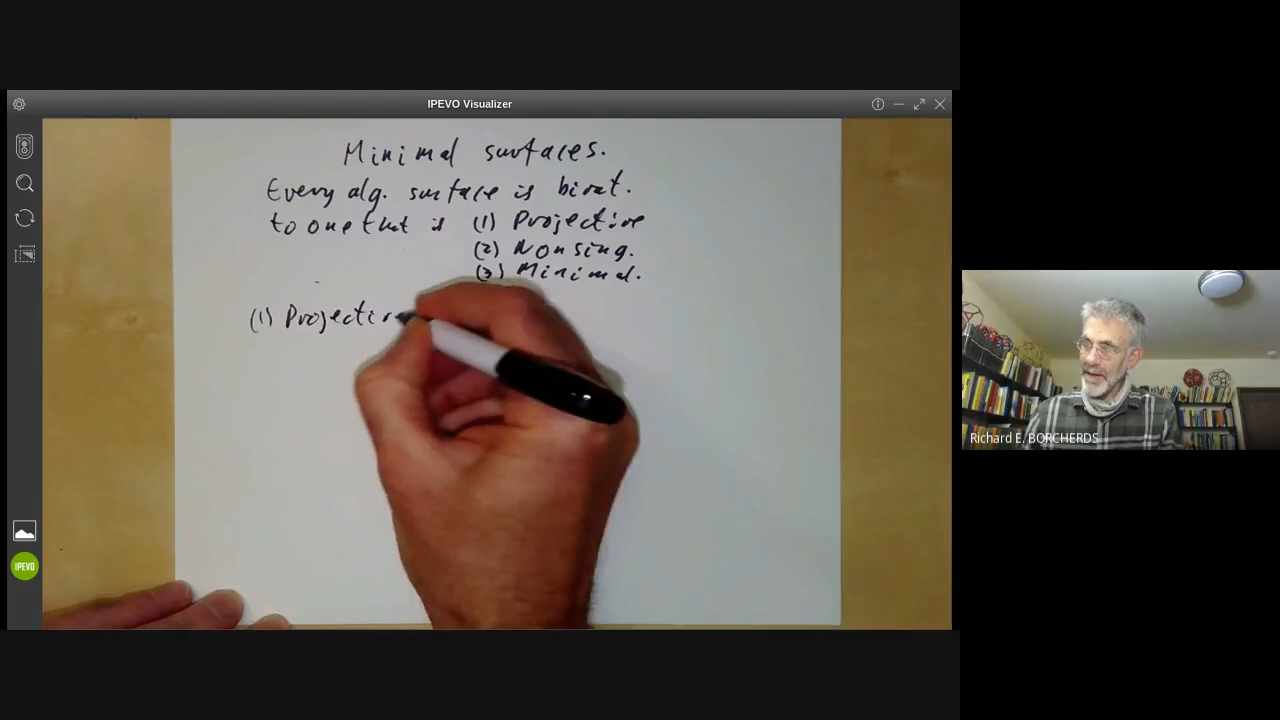 IPEVO Visualizer
Minimal surfaces.
Every alg. surface is birat.
to one that is (1) Projective
(2) Nonsing.
(3) Minimal.
(1) Projectiv
IPEVO
Richard E. BORCHERDS